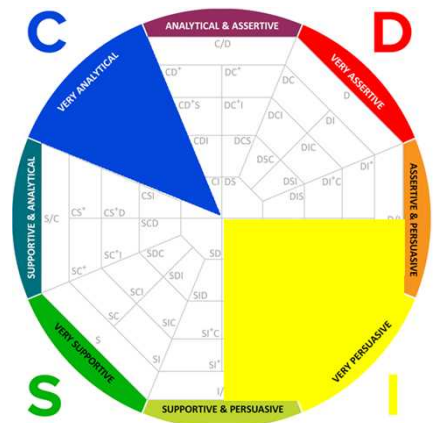 C
D
ANALYTICAL & ASSERTIVE
C/D
VERY ANALYTICAL
VERY ASSERTIVE
CD⁺
DC⁺
DC
D
CD⁺S
DC⁺I
DCI
DI
CDI
DCS
DSC
DIC
DI⁺
CI
DS
DSI
DI⁺C
DIS
CSI
SUPPORTIVE & ANALYTICAL
S/C
CS⁺
CS⁺D
SCD
ASSERTIVE & PERSUASIVE
SC⁺
SC⁺I
SDC
SD
SDI
SCI
SID
SC
SIC
SI⁺C
S
SI
SI⁺
I/
VERY SUPPORTIVE
VERY PERSUASIVE
SUPPORTIVE & PERSUASIVE
S
I